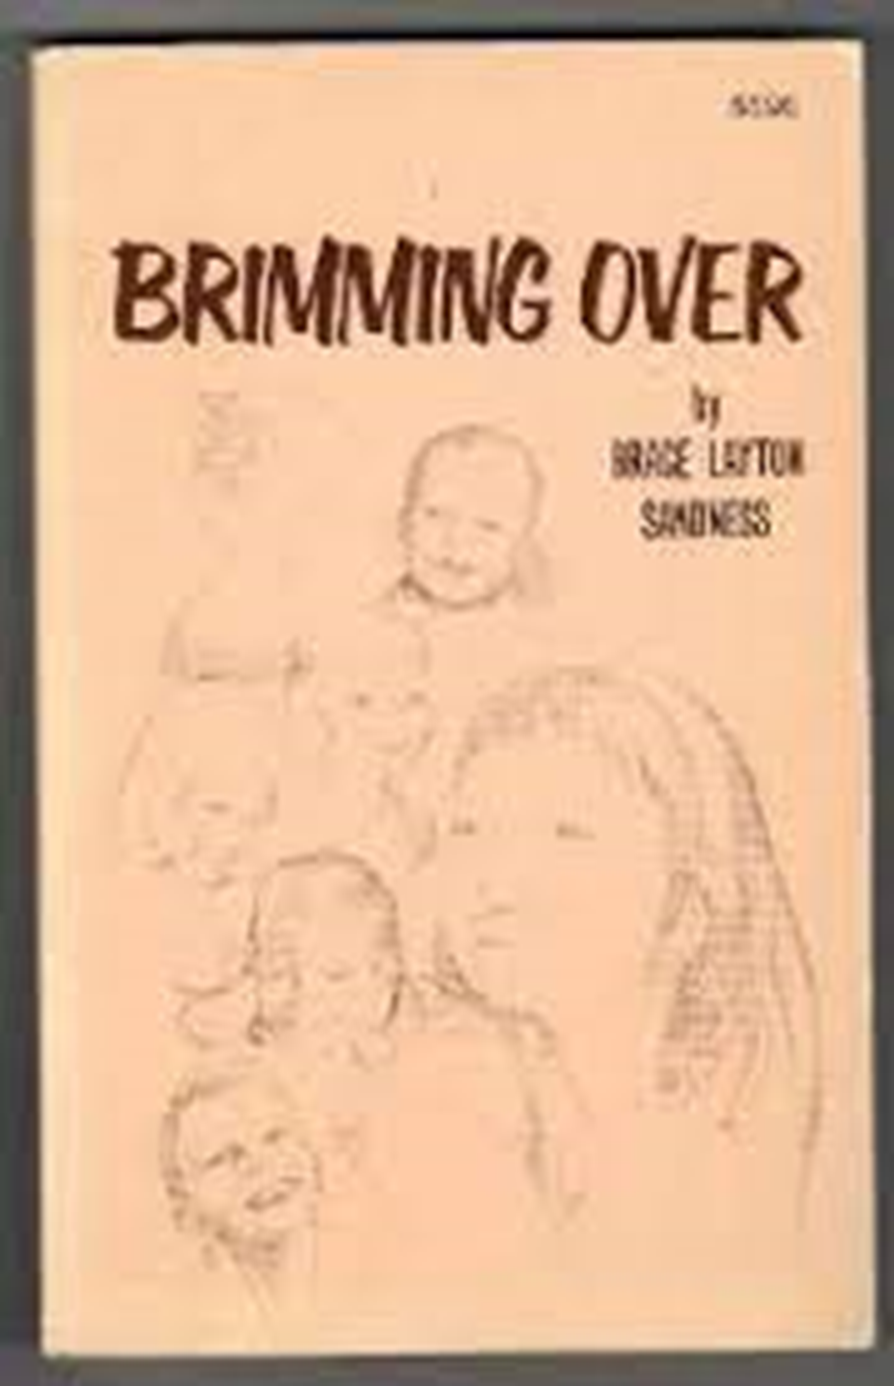 BRIMMING OVER
by
GRACE LAYTON
SANDNESS